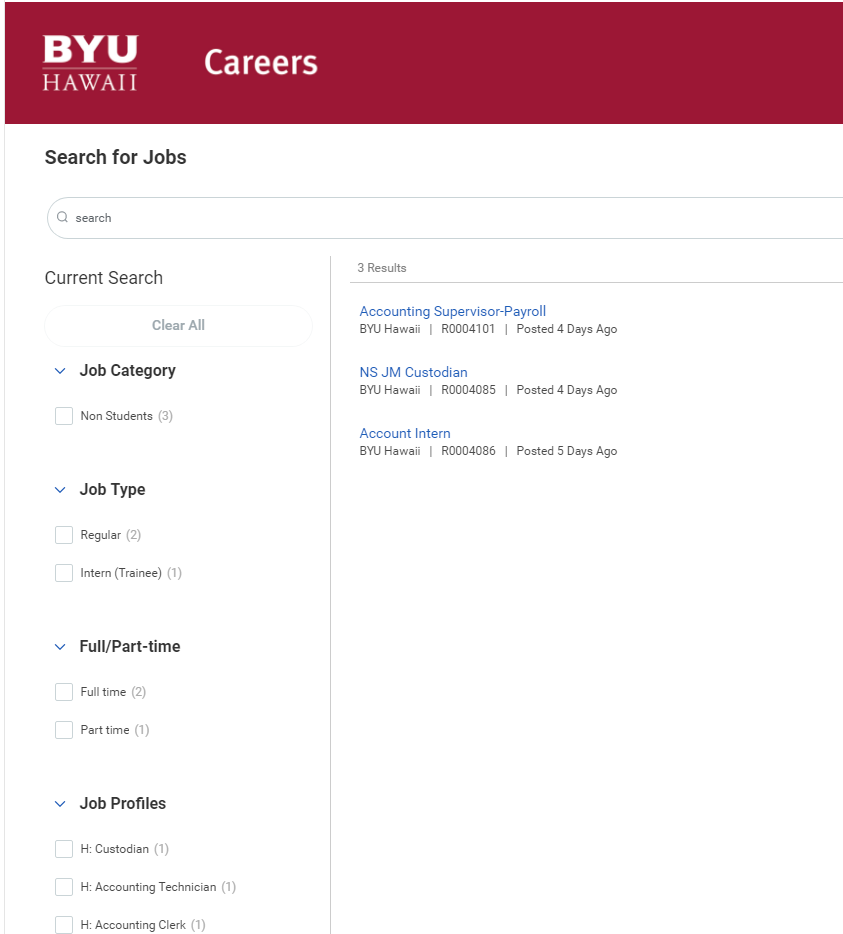 BYU
HAWAII
Careers
Search for Jobs
search
Current Search
Clear All
Job Category
Non Students (3)
Job Type
Regular (2)
Intern (Trainee) (1)
Full/Part-time
Full time (2)
Part time (1)
Job Profiles
H: Custodian (1)
H: Accounting Technician (1)
H: Accounting Clerk (1)
3 Results
Accounting Supervisor-Payroll
BYU Hawaii | R0004101 | Posted 4 Days Ago
NS JM Custodian
BYU Hawaii | R0004085 | Posted 4 Days Ago
Account Intern
BYU Hawaii | R0004086 | Posted 5 Days Ago